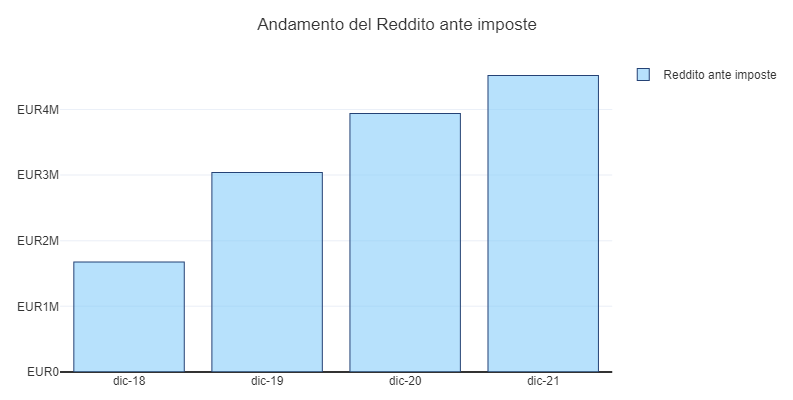 Andamento del Reddito ante imposte
Reddito ante imposte
EUR4M
EUR3M
EUR2M
EUR1M
EUR0
dic-18
dic-19
dic-20
dic-21